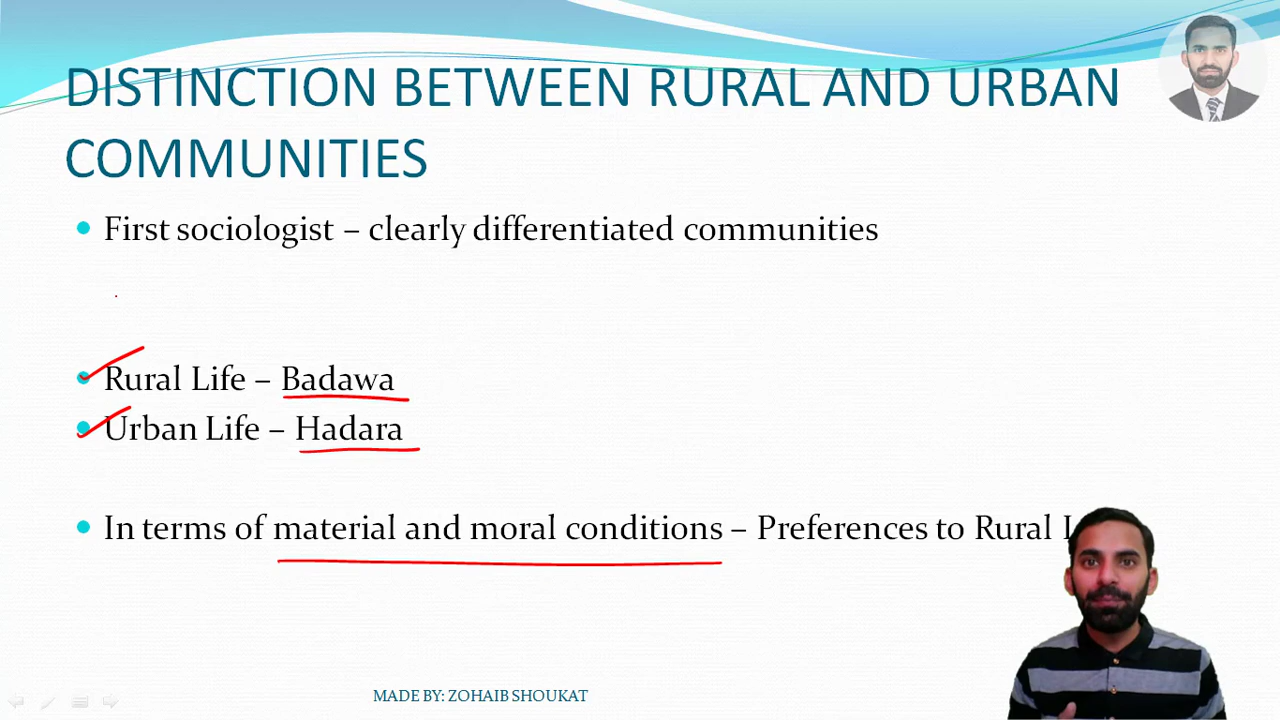 DISTINCTION BETWEEN RURAL AND URBAN
COMMUNITIES
First sociologist – clearly differentiated communities
Rural Life – Badawa
Urban Life – Hadara
In terms of material and moral conditions – Preferences to Rural
MADE BY: ZOHAIB SHOUKAT